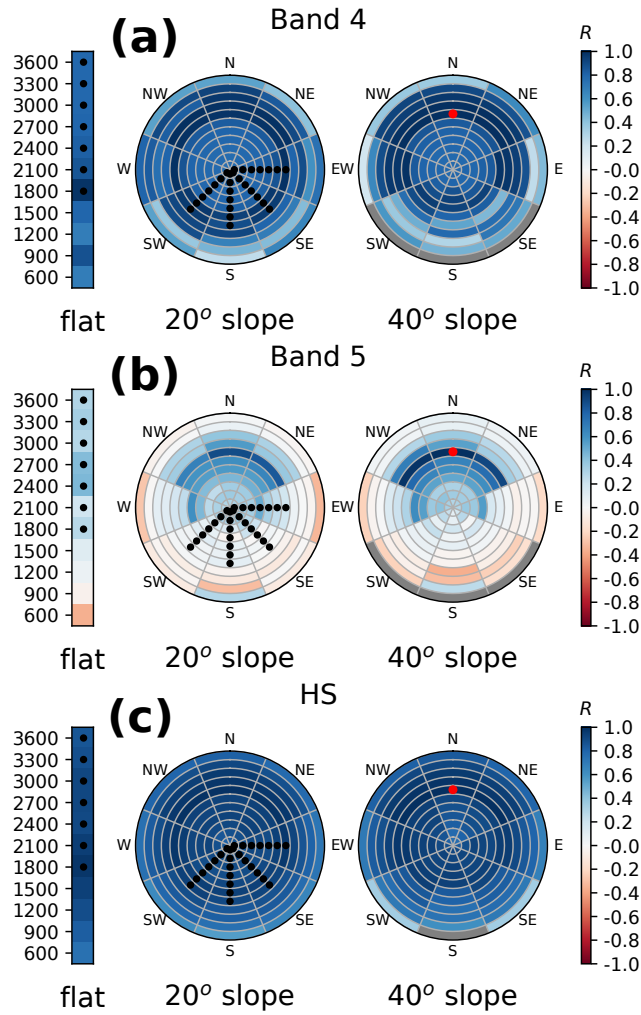 Band 4
(a)
R
3600
3300
3000
2700
2400
2100
1800
1500
1200
900
600
flat
N
NE
E
SE
S
SW
W
NW
20° slope
N
NE
E
SE
S
SW
W
NW
40° slope
1.0
0.8
0.6
0.4
0.2
0.0
-0.2
-0.4
-0.6
-0.8
-1.0
Band 5
(b)
R
3600
3300
3000
2700
2400
2100
1800
1500
1200
900
600
flat
N
NE
E
SE
S
SW
W
NW
20° slope
N
NE
E
SE
S
SW
W
NW
40° slope
1.0
0.8
0.6
0.4
0.2
0.0
-0.2
-0.4
-0.6
-0.8
-1.0
HS
(c)
R
3600
3300
3000
2700
2400
2100
1800
1500
1200
900
600
flat
N
NE
E
SE
S
SW
W
NW
20° slope
N
NE
E
SE
S
SW
W
NW
40° slope
1.0
0.8
0.6
0.4
0.2
0.0
-0.2
-0.4
-0.6
-0.8
-1.0